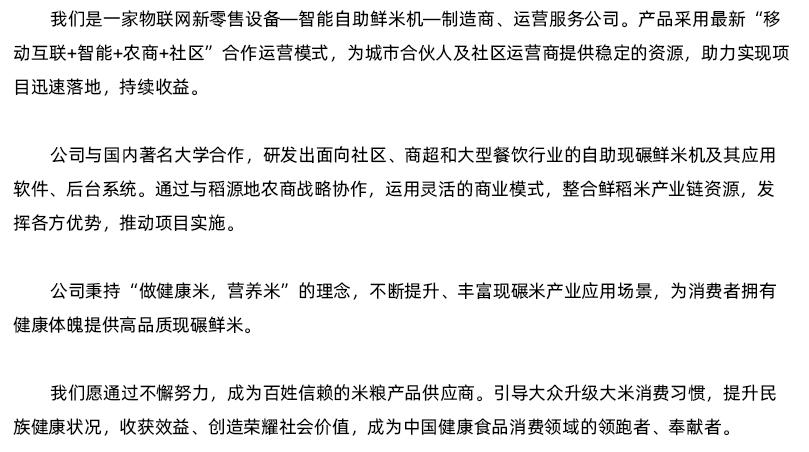 我们是一家物联网新零售设备—智能自助鲜米机—制造商、运营服务公司。产品采用最新“移
动互联+智能+农商+社区”合作运营模式，为城市合伙人及社区运营商提供稳定的资源，助力实现项
目迅速落地，持续收益。
公司与国内著名大学合作，研发出面向社区、商超和大型餐饮行业的自助现碾鲜米机及其应用
软件、后台系统。通过与稻源地农商战略协作，运用灵活的商业模式，整合鲜稻米产业链资源，发
挥各方优势，推动项目实施。
公司秉持“做健康米，营养米”的理念，不断提升、丰富现碾米产业应用场景，为消费者拥有
健康体魄提供高品质现碾鲜米。
我们愿通过不懈努力，成为百姓信赖的米粮产品供应商。引导大众升级大米消费习惯，提升民
族健康状况，收获效益、创造荣耀社会价值，成为中国健康食品消费领域的领跑者、奉献者。